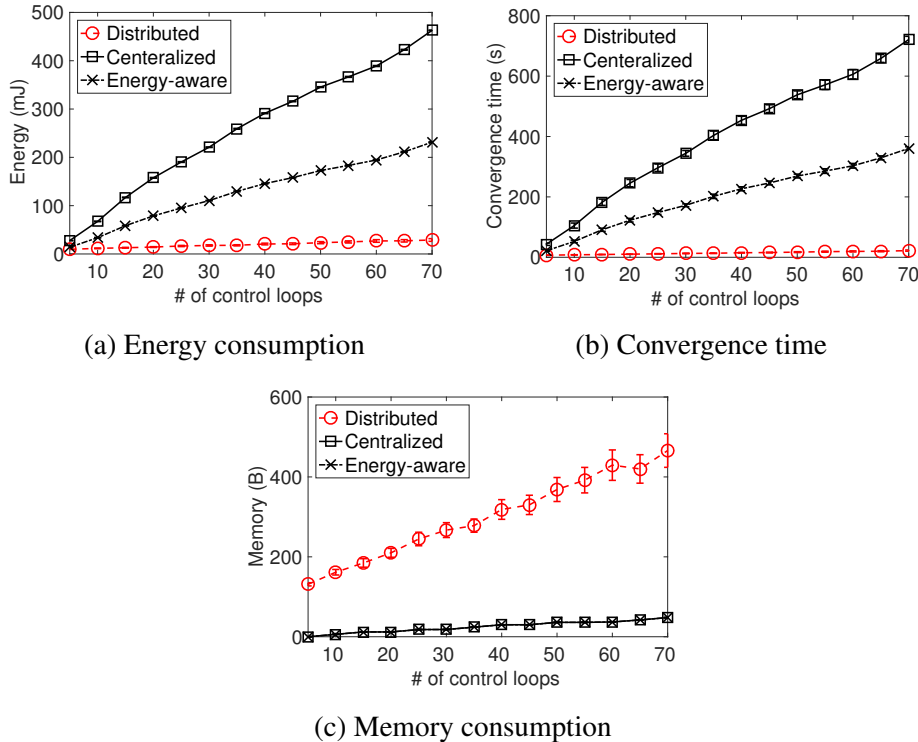 500
400
300
200
100
0
Energy (mJ)
Distributed
Centeralized
Energy-aware
10 20 30 40 50 60 70
# of control loops
(a) Energy consumption
800
600
400
200
0
Convergence time (s)
Distributed
Centeralized
Energy-aware
10 20 30 40 50 60 70
# of control loops
(b) Convergence time
600
400
200
0
Memory (B)
Distributed
Centralized
Energy-aware
10 20 30 40 50 60 70
# of control loops
(c) Memory consumption